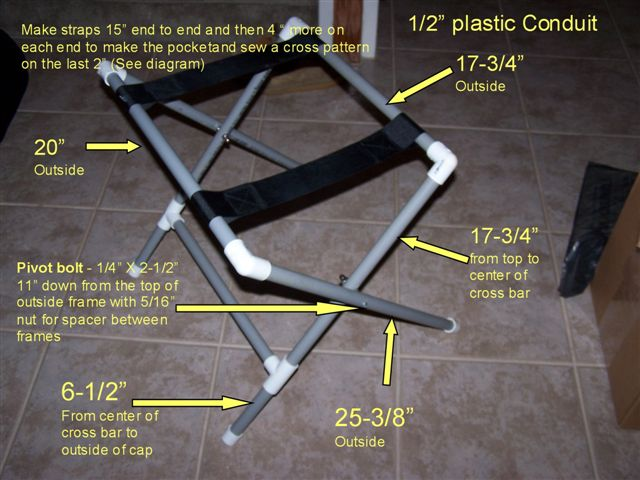 Make straps 15" end to end and then 4 " more on
each end to make the pocketand sew a cross pattern
on the last 2" (See diagram)
1/2" plastic Conduit
17-3/4"
Outside
20"
Outside
17-3/4"
from top to
center of
cross bar
Pivot bolt - 1/4" X 2-1/2"
11" down from the top of
outside frame with 5/16"
nut for spacer between
frames
6-1/2"
From center of
cross bar to
outside of cap
25-3/8"
Outside